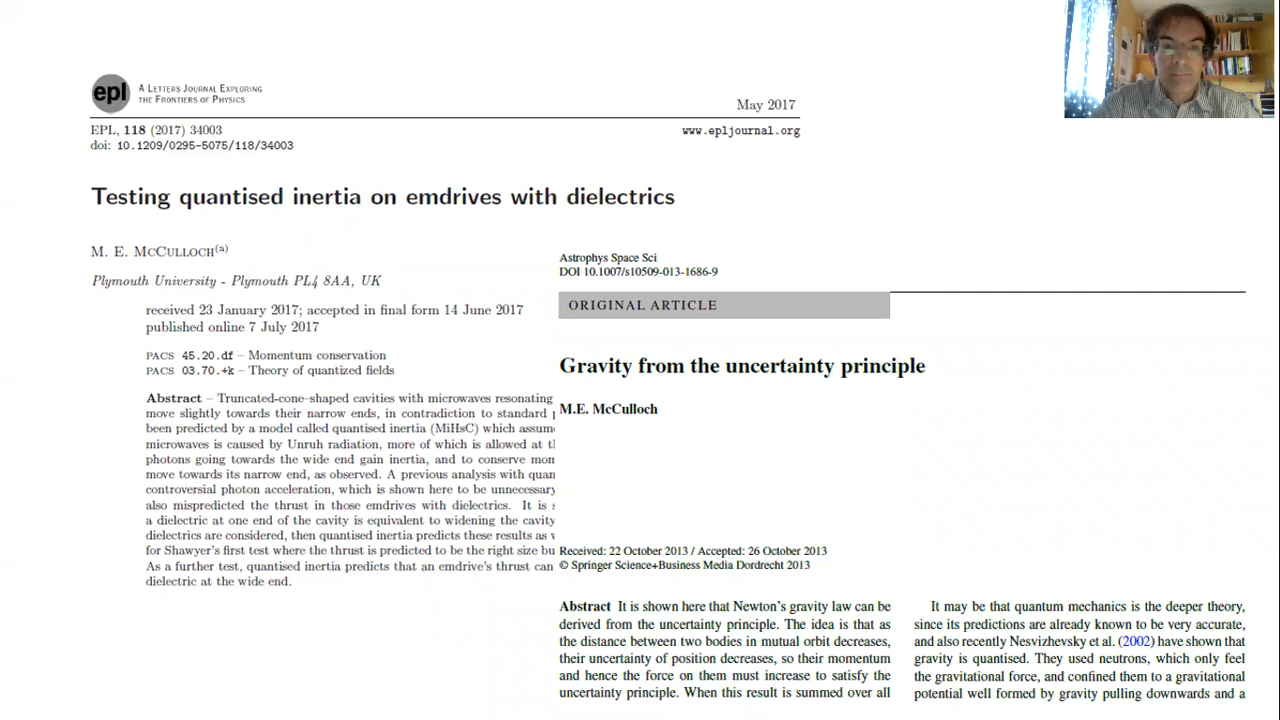 epl A LETTERS JOURNAL EXPLORING
THE FRONTIERS OF PHYSICS
May 2017
EPL, 118 (2017) 34003
www.epljournal.org
doi: 10.1209/0295-5075/118/34003
Testing quantised inertia on emdrives with dielectrics
M. E. MCCULLOCH(a)
Plymouth University - Plymouth PL4 8AA, UK
received 23 January 2017; accepted in final form 14 June 2017
published online 7 July 2017
PACS 45.20.df – Momentum conservation
PACS 03.70.+k – Theory of quantized fields
Abstract – Truncated-cone-shaped cavities with microwaves resonating
move slightly towards their narrow ends, in contradiction to standard
been predicted by a model called quantised inertia (MiHsC) which
microwaves is caused by Unruh radiation, more of which is allowed at
photons going towards the wide end gain inertia, and to conserve
move towards its narrow end, as observed. A previous analysis with
controversial photon acceleration, which is shown here to be unnecessary
also mispredicted the thrust in those emdrives with dielectrics. It is
a dielectric at one end of the cavity is equivalent to widening the cavity
dielectrics are considered, then quantised inertia predicts these results as
for Shawyer's first test where the thrust is predicted to be the right size
As a further test, quantised inertia predicts that an emdrive's thrust can
dielectric at the wide end.
Astrophys Space Sci
DOI 10.1007/s10509-013-1686-9
ORIGINAL ARTICLE
Gravity from the uncertainty principle
M.E. McCulloch
Received: 22 October 2013 / Accepted: 26 October 2013
© Springer Science+Business Media Dordrecht 2013
Abstract It is shown here that Newton's gravity law can be
derived from the uncertainty principle. The idea is that as
the distance between two bodies in mutual orbit decreases,
their uncertainty of position decreases, so their momentum
and hence the force on them must increase to satisfy the
uncertainty principle. When this result is summed over all
It may be that quantum mechanics is the deeper theory,
since its predictions are already known to be very accurate,
and also recently Nesvizhevsky et al. (2002) have shown that
gravity is quantised. They used neutrons, which only feel
the gravitational force, and confined them to a gravitational
potential well formed by gravity pulling downwards and a